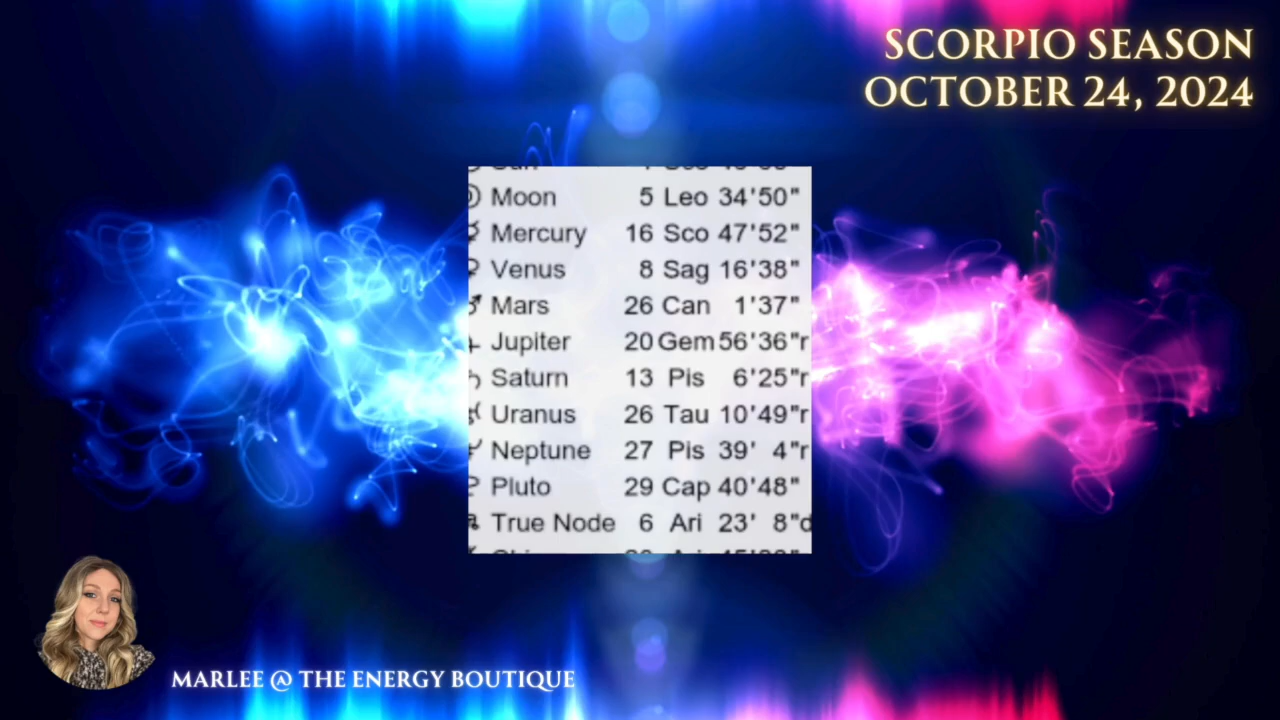 SCORPIO SEASON
OCTOBER 24, 2024
Moon 5 Leo 34'50"
Mercury 16 Sco 47'52"
Venus 8 Sag 16'38"
Mars 26 Can 1'37"
Jupiter 20 Gem 56'36"r
Saturn 13 Pis 6'25"r
Uranus 26 Tau 10'49"r
Neptune 27 Pis 39' 4"r
Pluto 29 Cap 40'48"
True Node 6 Ari 23' 8"d
MARLEE @ THE ENERGY BOUTIQUE